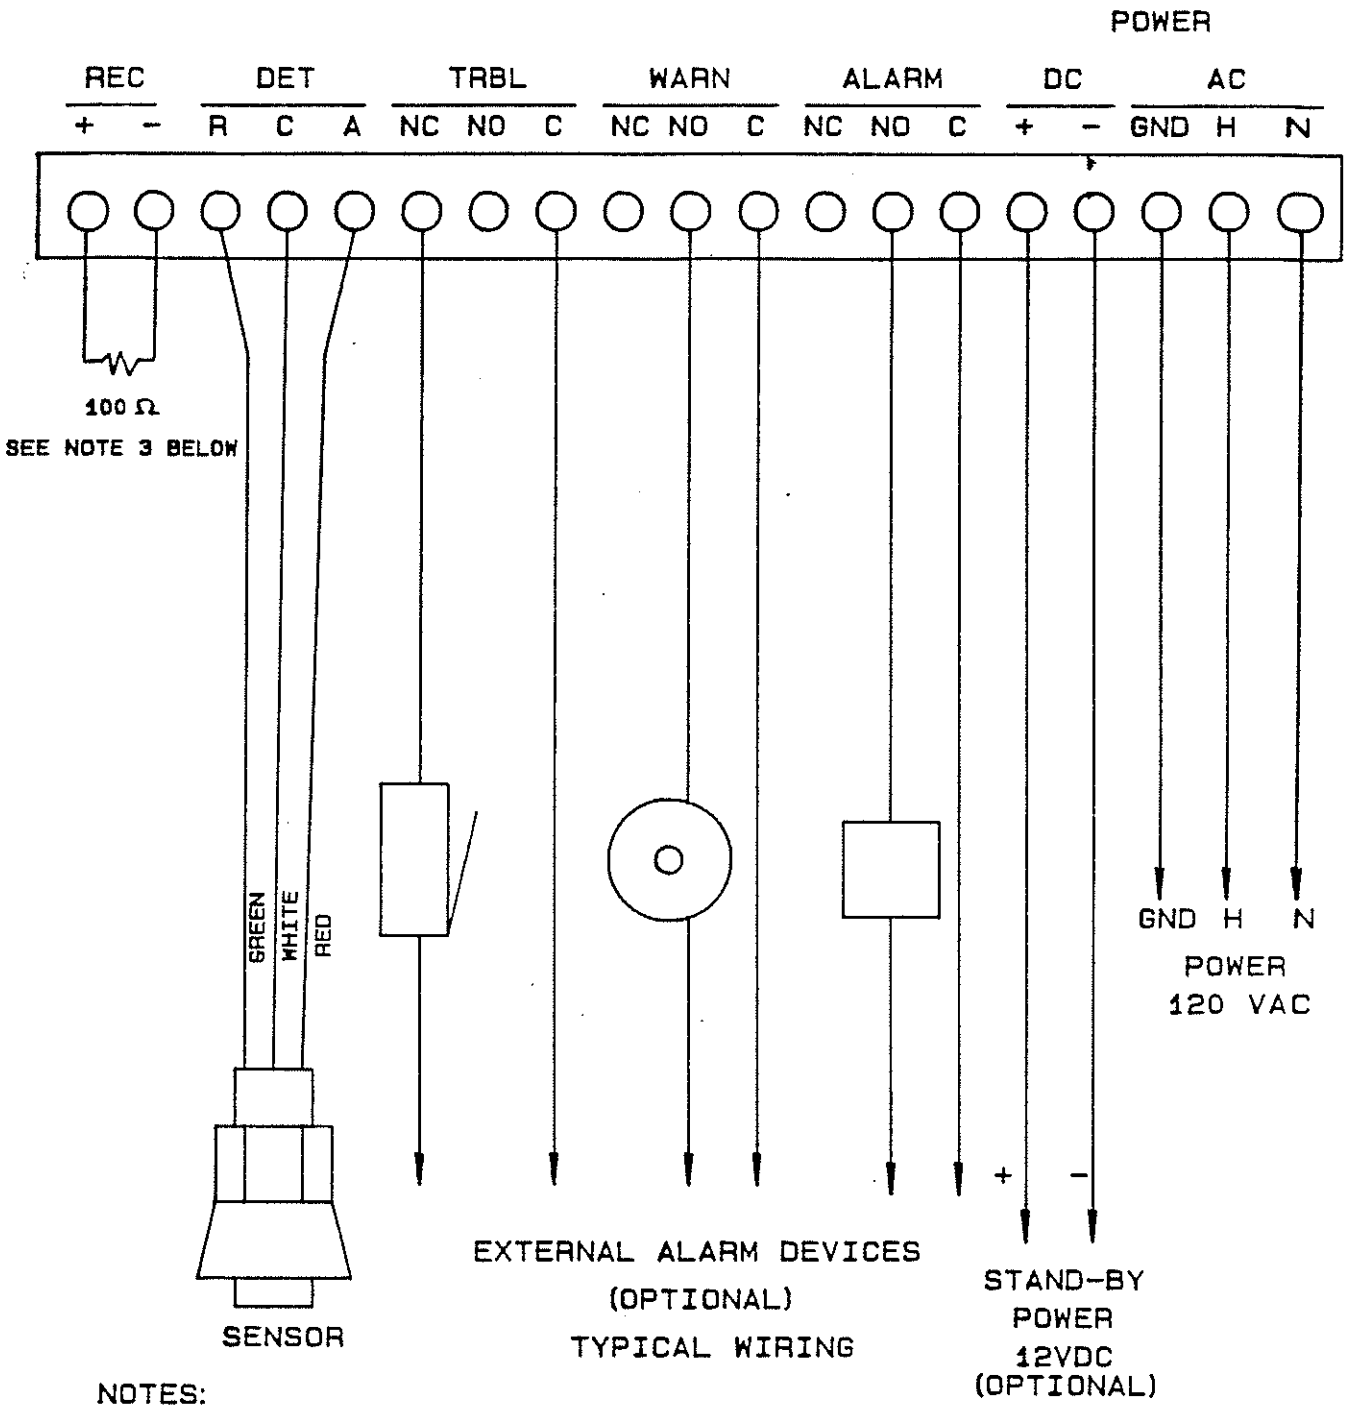 POWER
REC DET TRBL WARN ALARM DC AC
+ - R C A NC NO C NC NO C NC NO C + - GND H N
100 Ω
SEE NOTE 3 BELOW
GREEN
WHITE
RED
GND H N
POWER
120 VAC
+ -
EXTERNAL ALARM DEVICES
(OPTIONAL)
TYPICAL WIRING
STAND-BY
POWER
12VDC
(OPTIONAL)
SENSOR
NOTES: